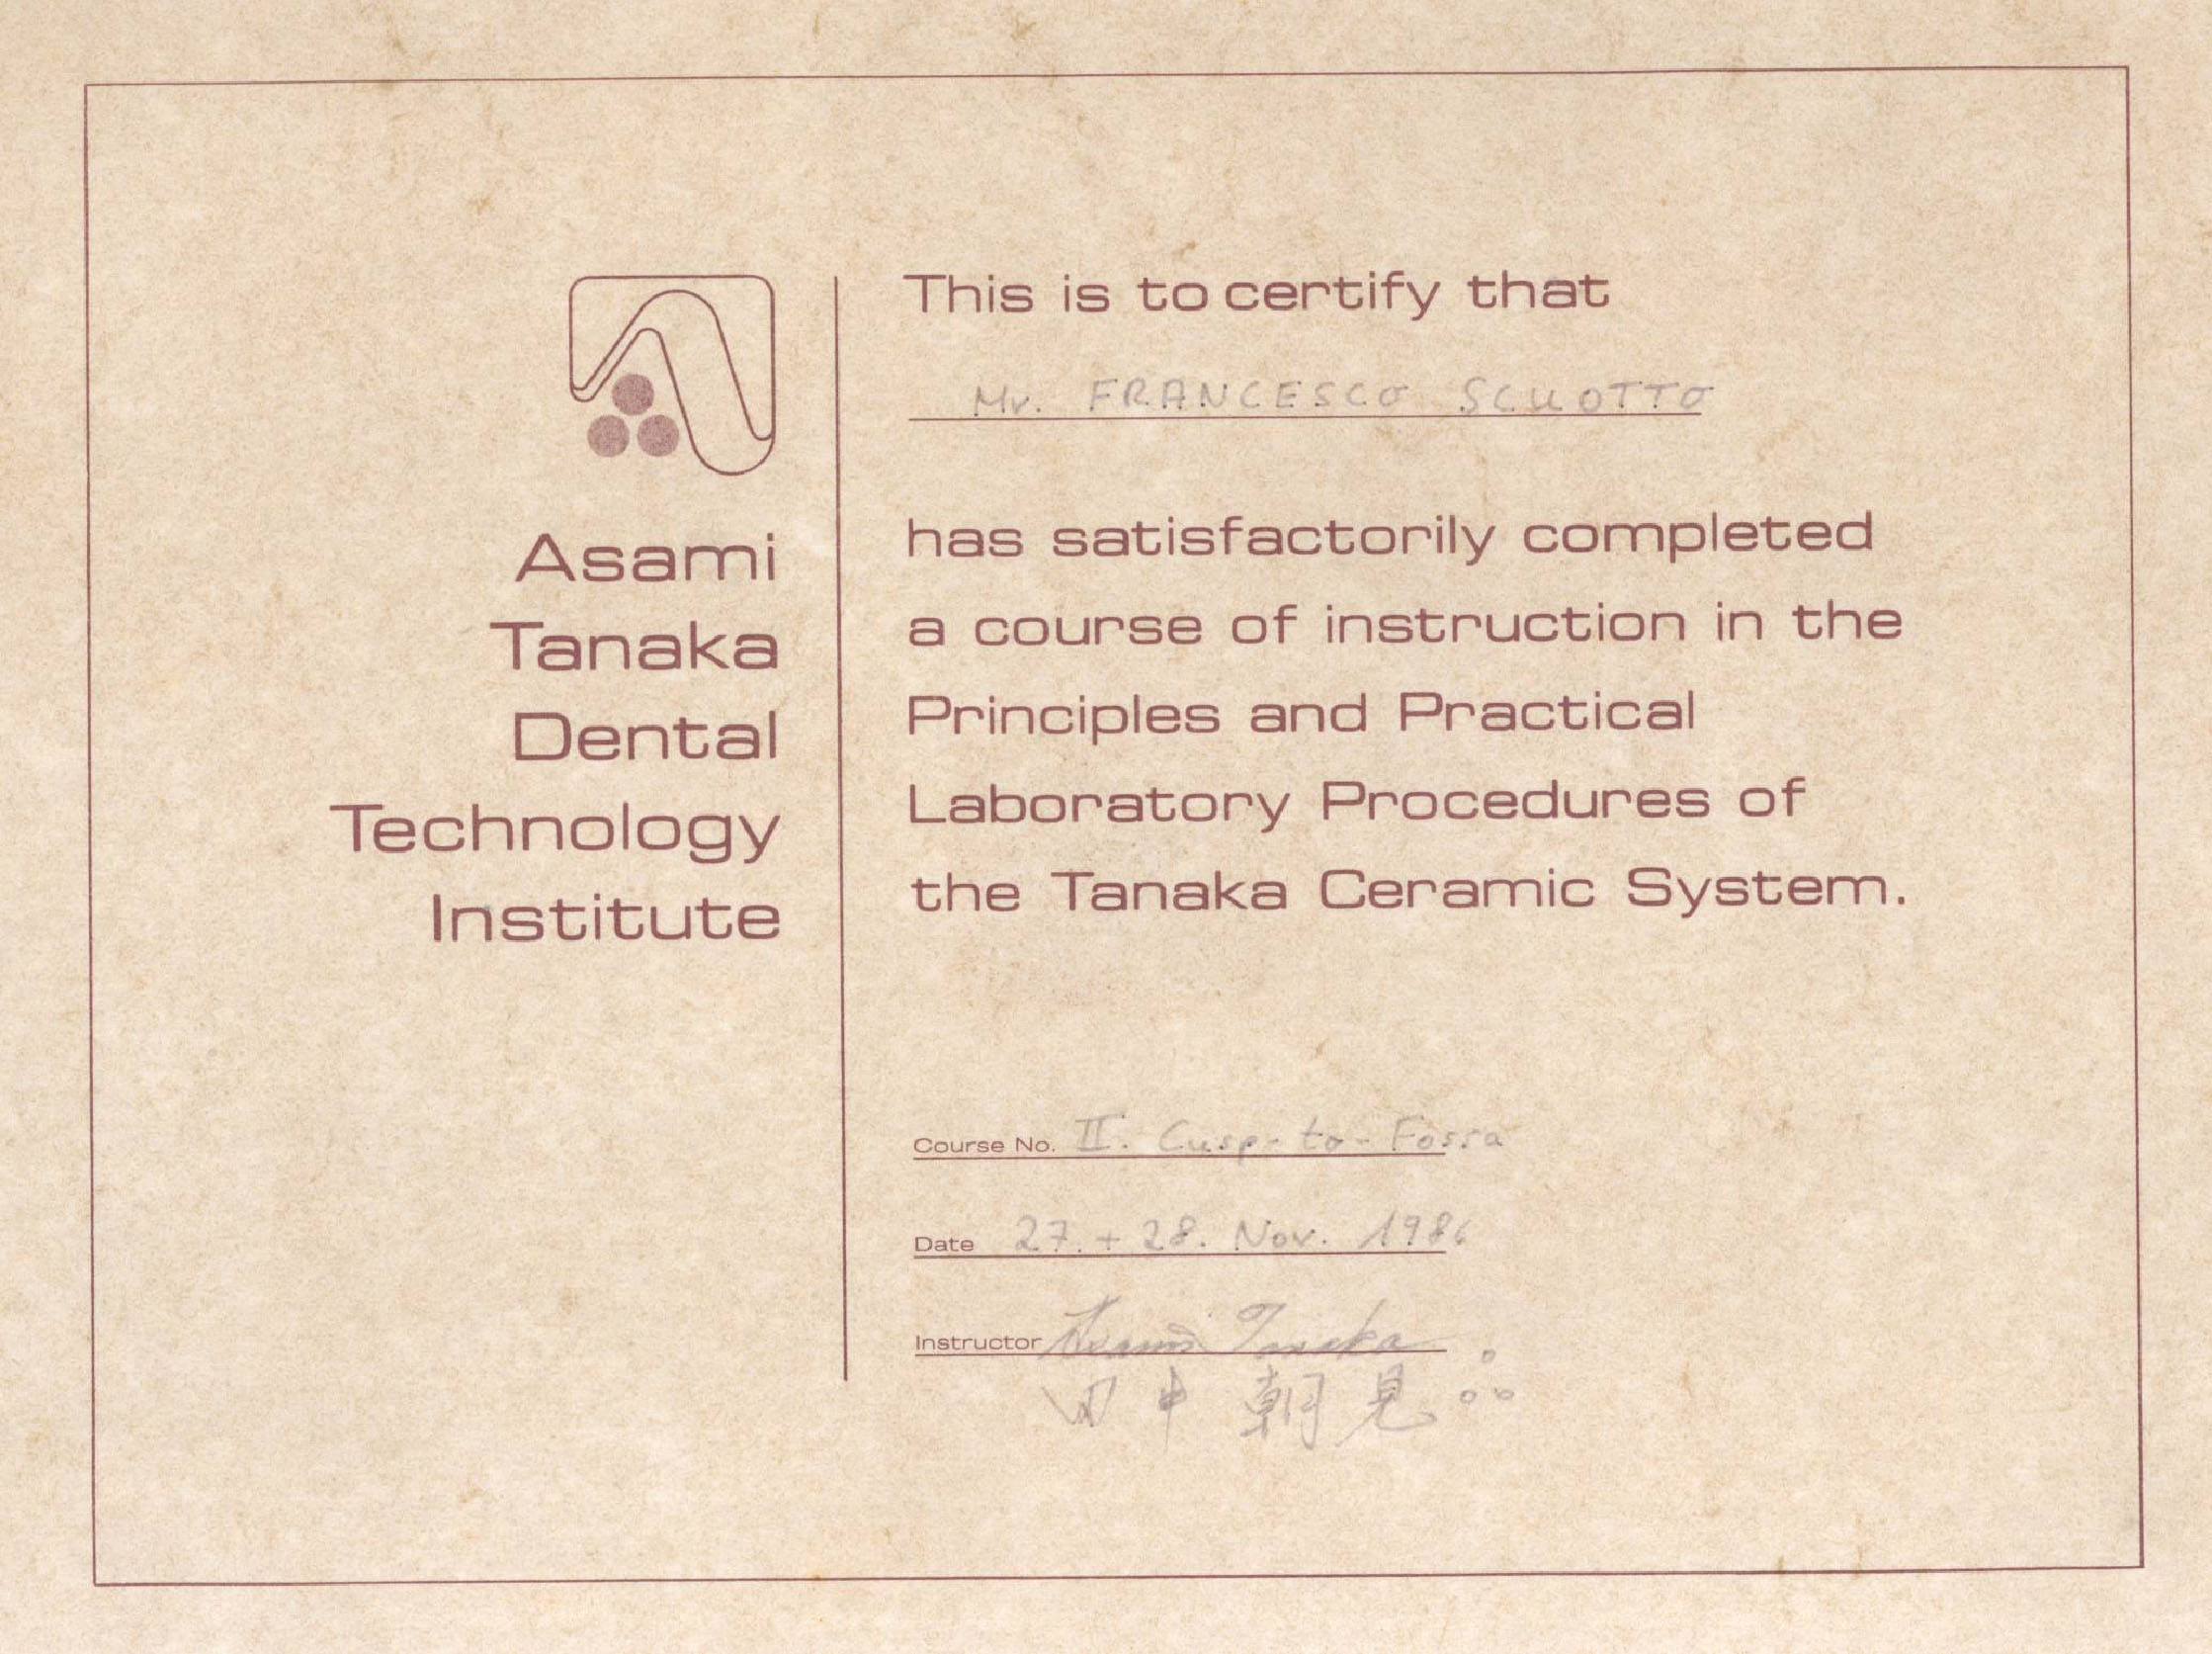 Asami
Tanaka
Dental
Technology
Institute
This is to certify that
Mr. FRANCESCO SCUOTTO
has satisfactorily completed
a course of instruction in the
Principles and Practical
Laboratory Procedures of
the Tanaka Ceramic System.
Course No. II. Cusp-to-Fossa
Date 27. + 28. Nov. 1986
Instructor Asami Tanaka
田中 朝見